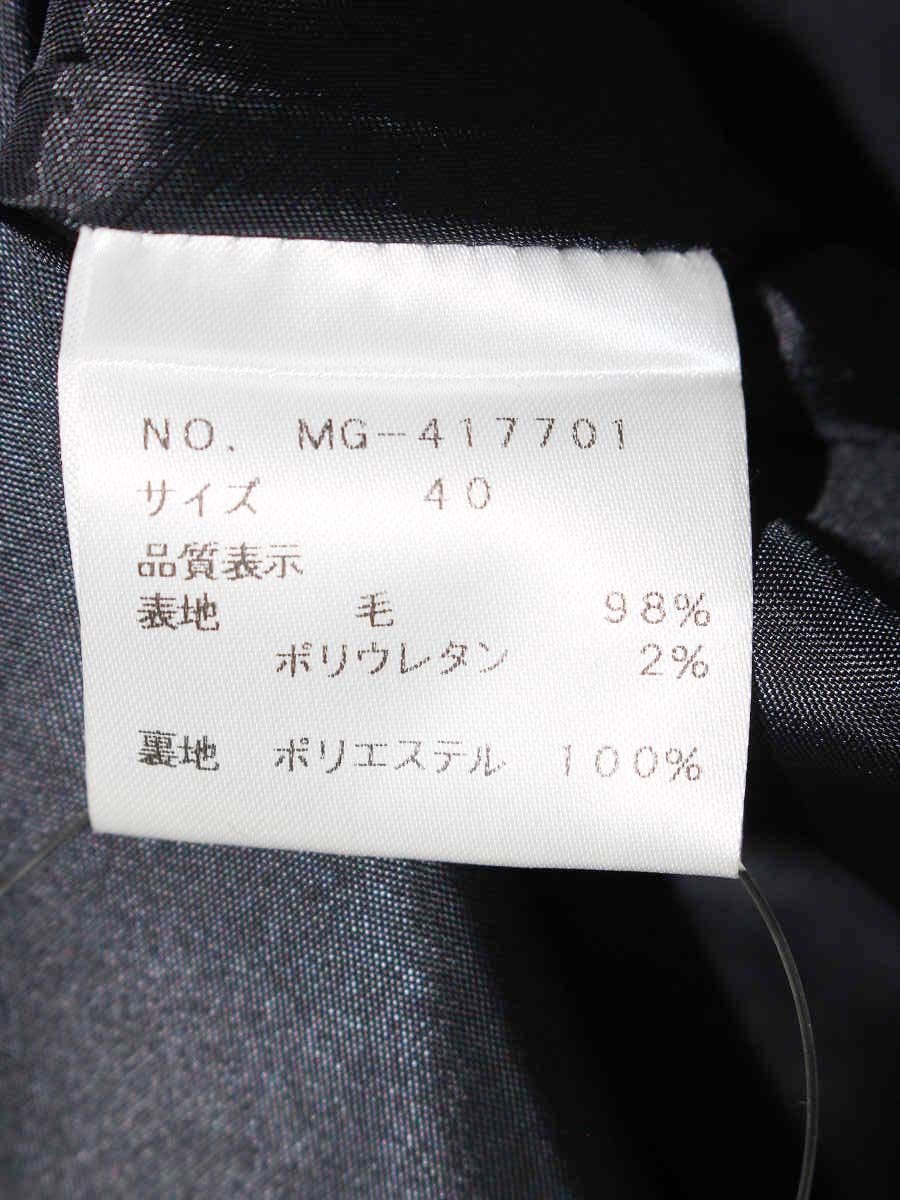 NO. MG-417701
サイズ 40
品質表示
表地 毛 98%
ポリウレタン 2%
裏地 ポリエステル 100%